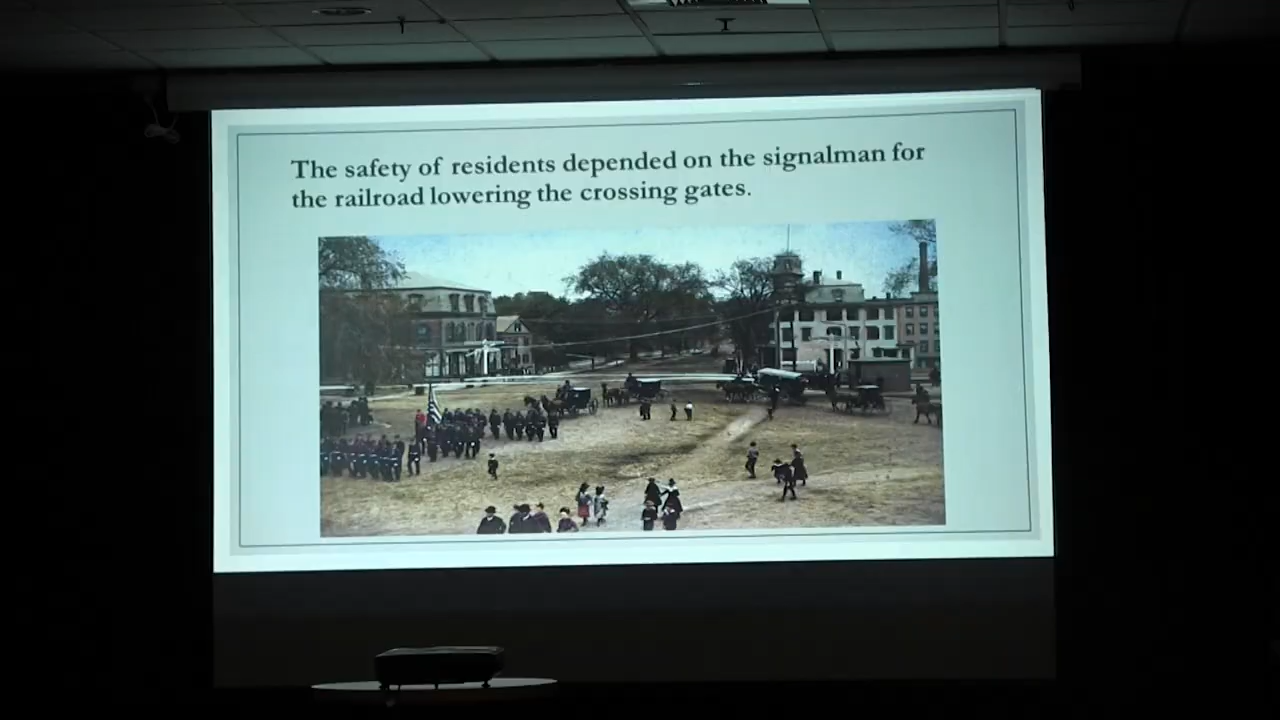 The safety of residents depended on the signalman for
the railroad lowering the crossing gates.